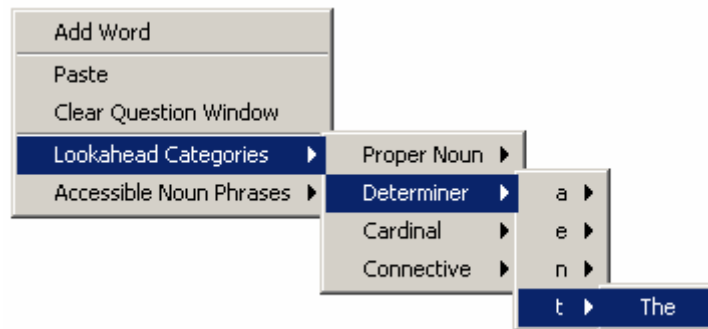 Add Word
Paste
Clear Question Window
Lookahead Categories
Accessible Noun Phrases
Proper Noun
Determiner
Cardinal
Connective
a
e
n
t
The